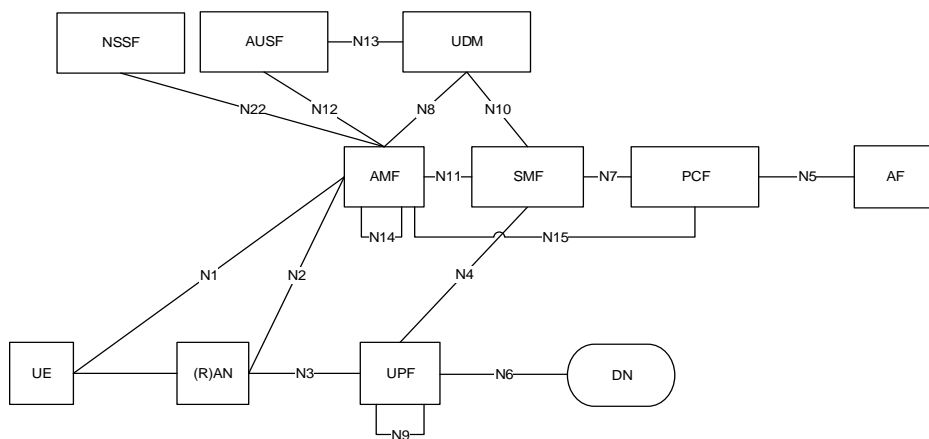 NSSF
AUSF
N13
UDM
N22
N12
N8
N10
AMF
N11
SMF
N7
PCF
N5
AF
N14
N15
N1
N2
N4
UE
(R)AN
N3
UPF
N6
DN
N9